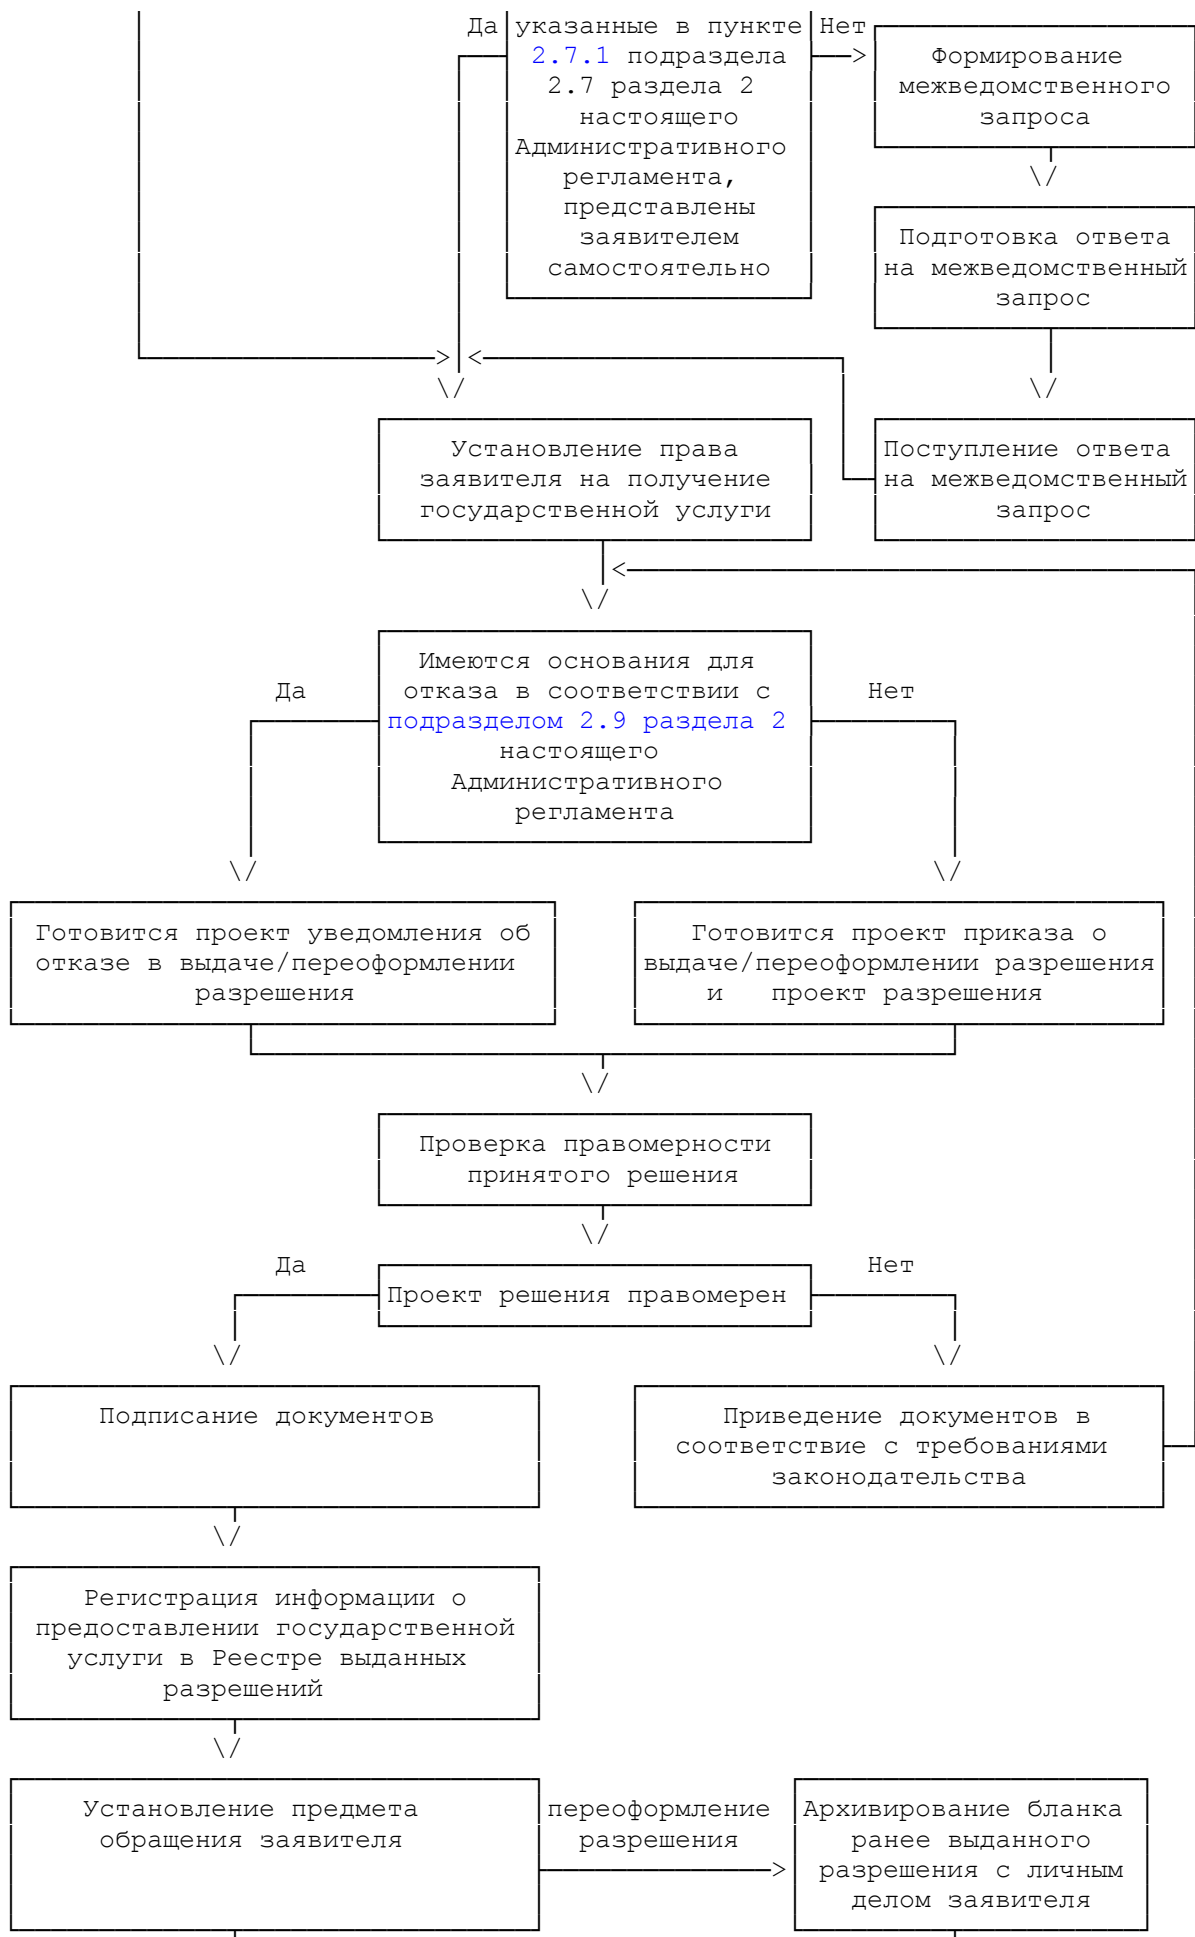 Да
указанные в пункте
2.7.1 подраздела
2.7 раздела 2
настоящего
Административного
регламента,
представлены
заявителем
самостоятельно
Нет
Формирование
межведомственного
запроса
Подготовка ответа
на межведомственный
запрос
Поступление ответа
на межведомственный
запрос
Установление права
заявителя на получение
государственной услуги
Имеются основания для
отказа в соответствии с
подразделом 2.9 раздела 2
настоящего
Административного
регламента
Да
Нет
Готовится проект уведомления об
отказе в выдаче/переоформлении
разрешения
Готовится проект приказа о
выдаче/переоформлении разрешения
и проект разрешения
Проверка правомерности
принятого решения
Да
Проект решения правомерен
Нет
Подписание документов
Приведение документов в
соответствие с требованиями
законодательства
Регистрация информации о
предоставлении государственной
услуги в Реестре выданных
разрешений
Установление предмета
обращения заявителя
переоформление
разрешения
Архивирование бланка
ранее выданного
разрешения с личным
делом заявителя